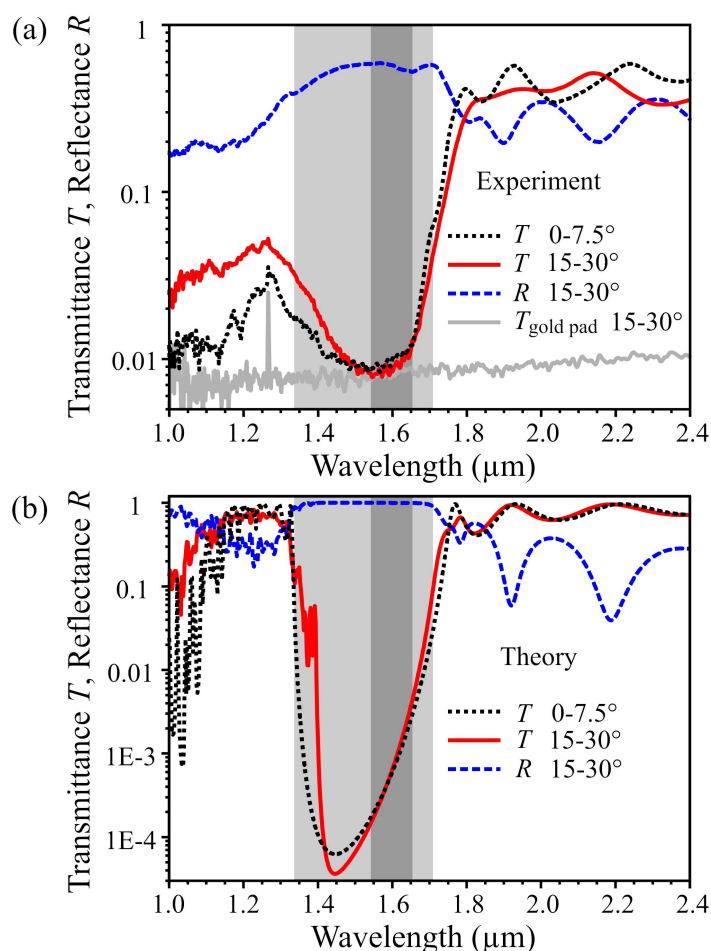 (a)
Transmittance T, Reflectance R
1
0.1
0.01
Experiment
T 0-7.5°
T 15-30°
R 15-30°
Tgold pad 15-30°
1.0 1.2 1.4 1.6 1.8 2.0 2.2 2.4
Wavelength (µm)
(b)
Transmittance T, Reflectance R
1
0.1
0.01
1E-3
1E-4
Theory
T 0-7.5°
T 15-30°
R 15-30°
1.0 1.2 1.4 1.6 1.8 2.0 2.2 2.4
Wavelength (µm)